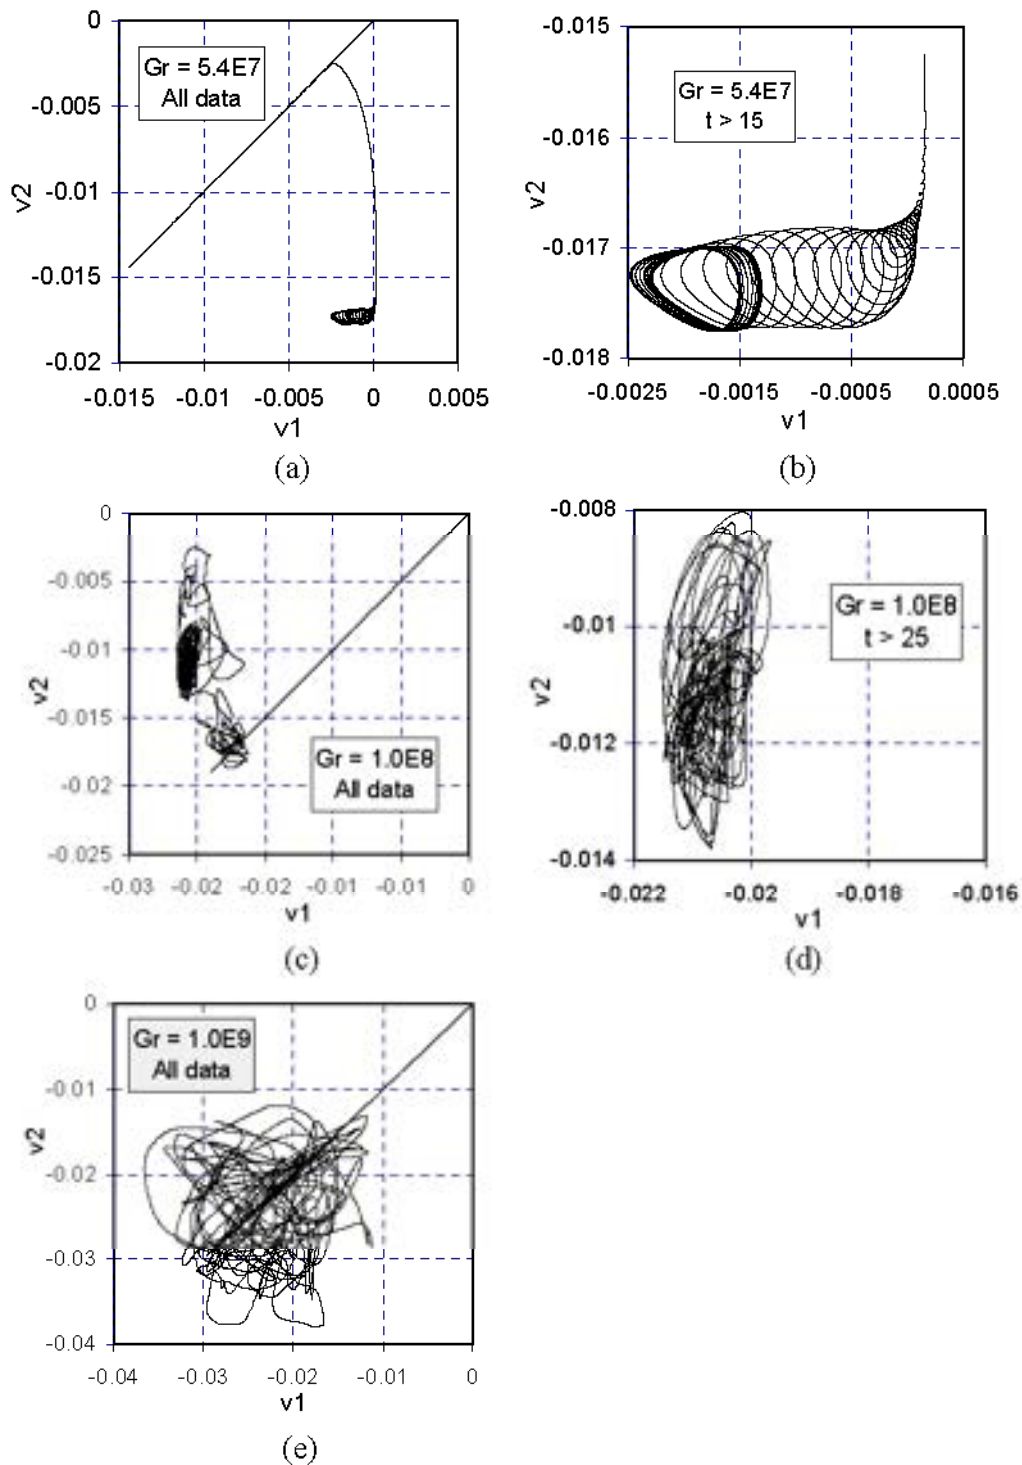 0
-0.005
-0.01
-0.015
-0.02
v2
Gr = 5.4E7
All data
-0.015 -0.01 -0.005 0 0.005
v1
(a)
-0.015
-0.016
-0.017
-0.018
v2
Gr = 5.4E7
t > 15
-0.0025 -0.0015 -0.0005 0.0005
v1
(b)
0
-0.005
-0.01
-0.015
-0.02
-0.025
v2
Gr = 1.0E8
All data
-0.03 -0.02 -0.02 -0.01 -0.01 0
v1
(c)
-0.008
-0.01
-0.012
-0.014
v2
Gr = 1.0E8
t > 25
-0.022 -0.02 -0.018 -0.016
v1
(d)
0
-0.01
-0.02
-0.03
-0.04
v2
Gr = 1.0E9
All data
-0.04 -0.03 -0.02 -0.01 0
v1
(e)